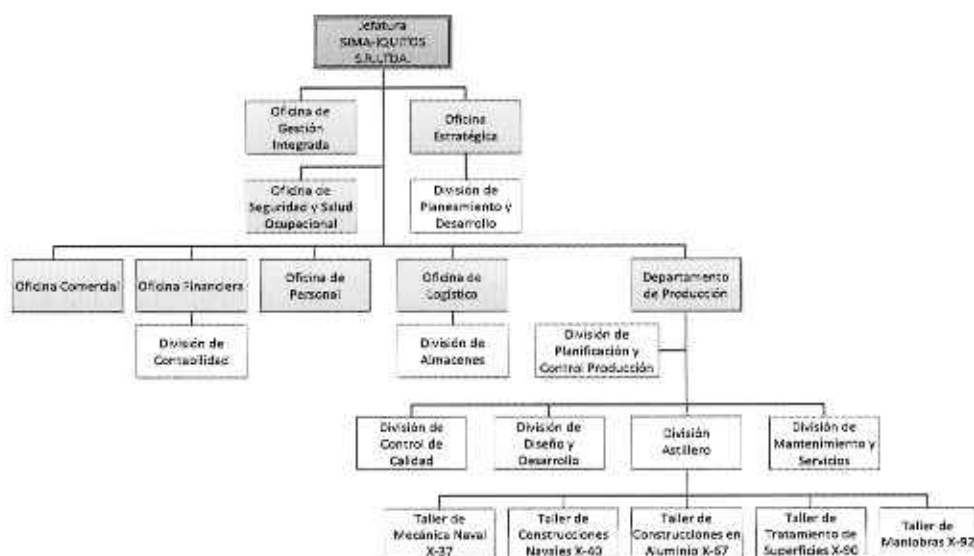 Jefatura
SIMA-IQUITOS
S.R.LTDA.
Oficina de
Gestión
Integrada
Oficina
Estratégica
Oficina de
Seguridad y Salud
Ocupacional
División de
Planeamiento y
Desarrollo
Oficina Comercial
Oficina Financiera
Oficina de
Personal
Oficina de
Logística
Departamento
de Producción
División de
Contabilidad
División de
Almacenes
División de
Planificación y
Control Producción
División de
Control de
Calidad
División de
Diseño y
Desarrollo
División
Astillero
División de
Mantenimiento y
Servicios
Taller de
Mecánica Naval
X-37
Taller de
Construcciones
Navales X-40
Taller de
Construcciones en
Aluminio X-67
Taller de
Tratamiento de
Superficies X-90
Taller de
Maniobras X-92